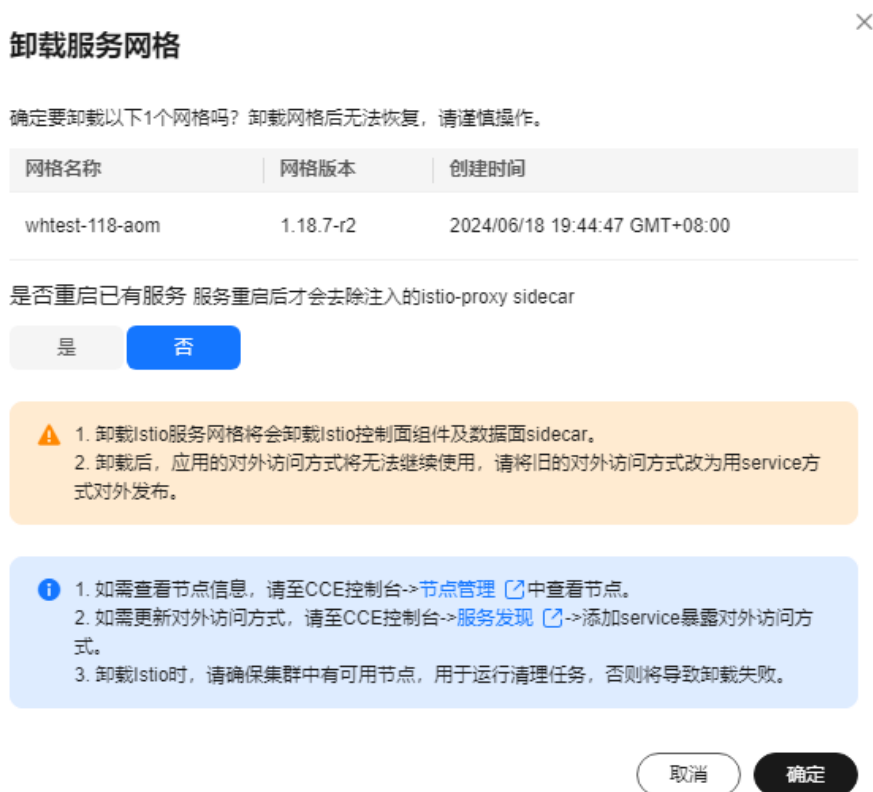 卸载服务网格
确定要卸载以下1个网格吗？卸载网格后无法恢复，请谨慎操作。
网格名称 网格版本 创建时间
whtest-118-aom 1.18.7-r2 2024/06/18 19:44:47 GMT+08:00
是否重启已有服务 服务重启后才会去除注入的istio-proxy sidecar
是 否
1. 卸载Istio服务网格将会卸载Istio控制面组件及数据面sidecar。
2. 卸载后，应用的对外访问方式将无法继续使用，请将旧的对外访问方式改为用service方
式对外发布。
1. 如需查看节点信息，请至CCE控制台->节点管理 中查看节点。
2. 如需更新对外访问方式，请至CCE控制台->服务发现 ->添加service暴露对外访问方
式。
3. 卸载Istio时，请确保集群中有可用节点，用于运行清理任务，否则将导致卸载失败。
取消 确定